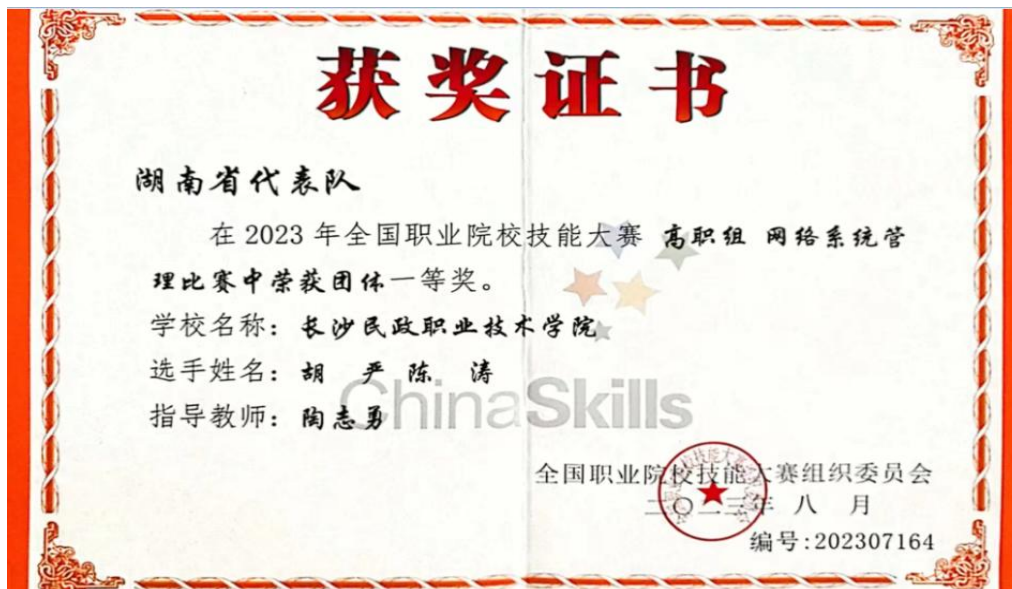 获奖证书
湖南省代表队
在 2023 年全国职业院校技能大赛 高职组 网络系统管
理比赛中荣获团体一等奖。
学校名称：长沙民政职业技术学院
选手姓名：胡 严 陈 涛
指导教师：陶志勇
ChinaSkills
全国职业院校技能大赛组织委员会
二〇二三年 八 月
编号:202307164